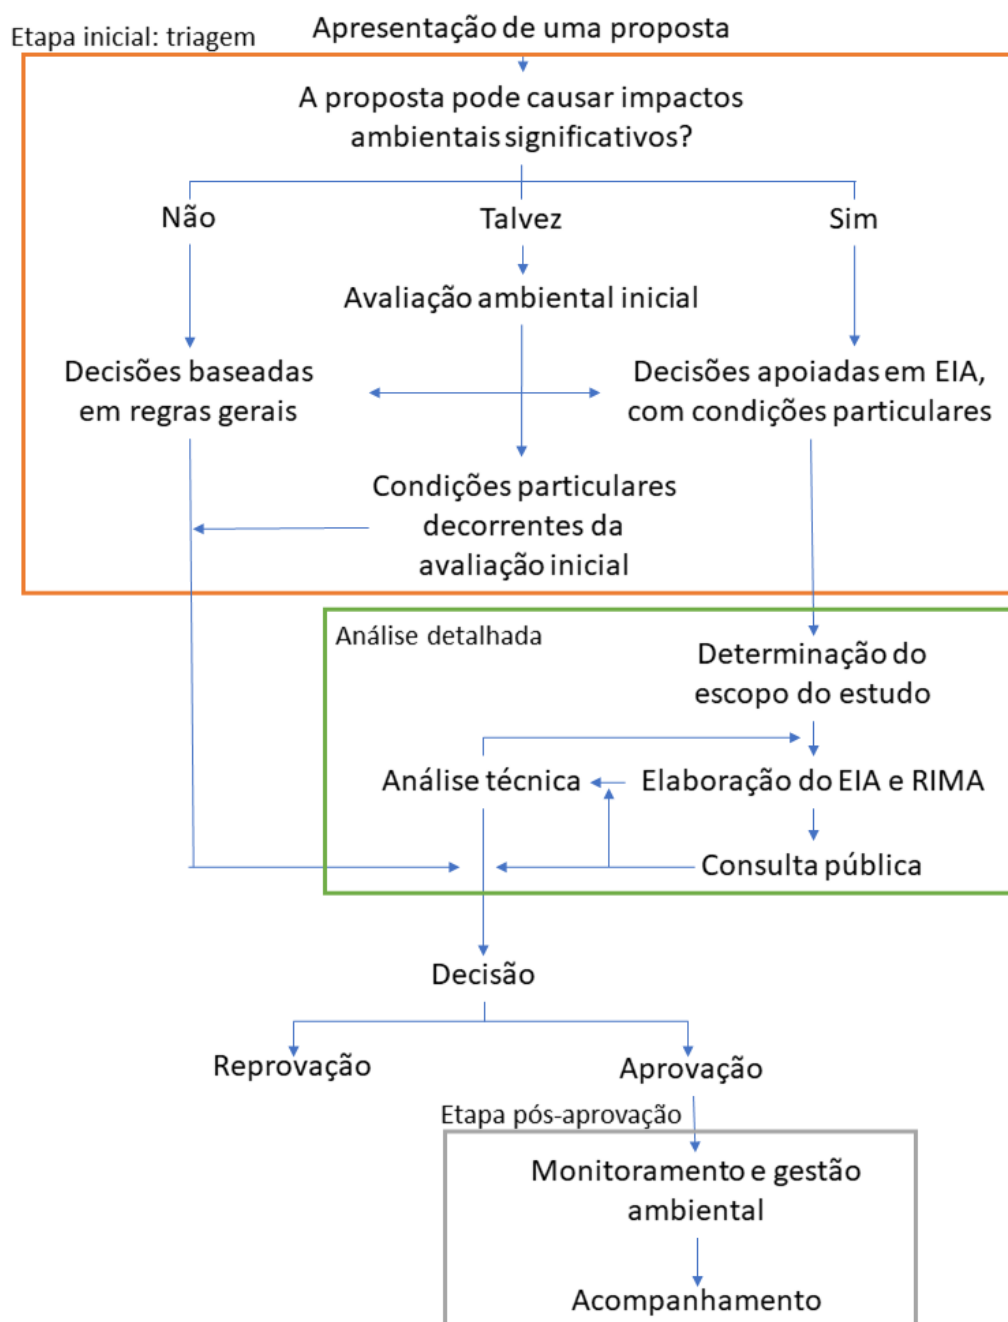 Apresentação de uma proposta
Etapa inicial: triagem
A proposta pode causar impactos
ambientais significativos?
Não
Talvez
Sim
Avaliação ambiental inicial
Decisões baseadas
em regras gerais
Decisões apoiadas em EIA,
com condições particulares
Condições particulares
decorrentes da
avaliação inicial
Análise detalhada
Determinação do
escopo do estudo
Análise técnica
Elaboração do EIA e RIMA
Consulta pública
Decisão
Reprovação
Aprovação
Etapa pós-aprovação
Monitoramento e gestão
ambiental
Acompanhamento